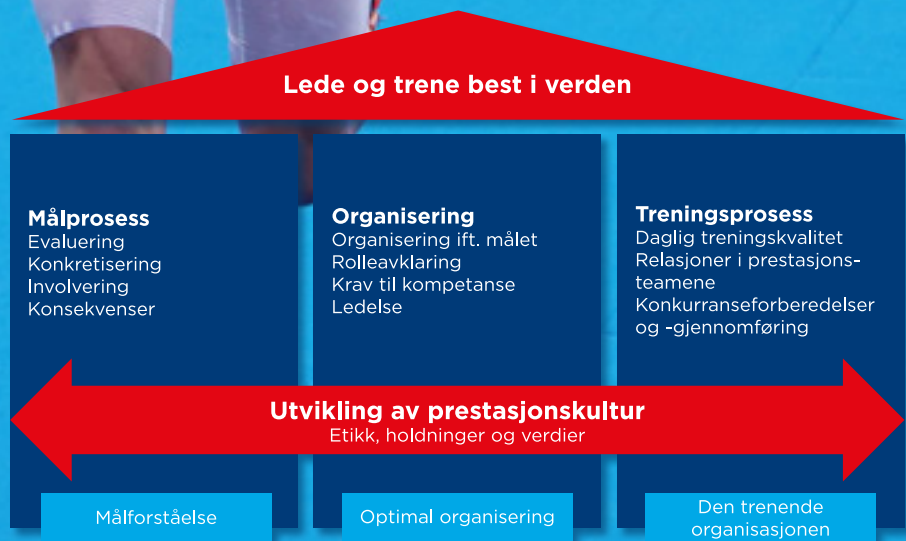 Lede og trene best i verden
Målprosess
Evaluering
Konkretisering
Involvering
Konsekvenser
Organisering
Organisering ift. målet
Rolleavklaring
Krav til kompetanse
Ledelse
Treningsprosess
Daglig treningskvalitet
Relasjoner i prestasjons-
teamene
Konkurranseforberedelser
og -gjennomføring
Utvikling av prestasjonskultur
Etikk, holdninger og verdier
Målforståelse
Optimal organisering
Den trenende
organisasjonen